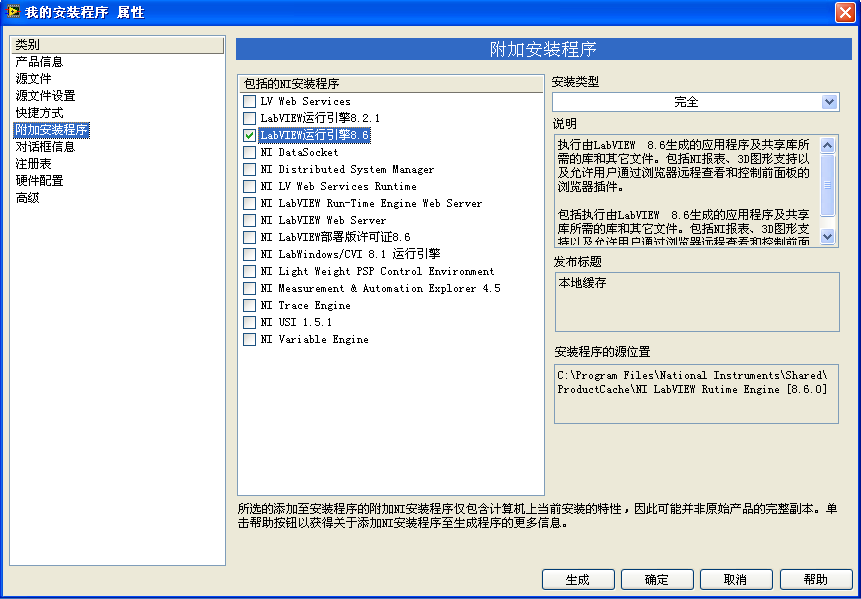 我的安装程序 属性
类别
产品信息
源文件
源文件设置
快捷方式
附加安装程序
对话框信息
注册表
硬件配置
高级
附加安装程序
包括的NI安装程序
LV Web Services
LabVIEW运行引擎8.2.1
LabVIEW运行引擎8.6
NI DataSocket
NI Distributed System Manager
NI LV Web Services Runtime
NI LabVIEW Run-Time Engine Web Server
NI LabVIEW Web Server
NI LabVIEW部署版许可证8.6
NI LabWindows/CVI 8.1 运行引擎
NI Light Weight PSP Control Environment
NI Measurement & Automation Explorer 4.5
NI Trace Engine
NI USI 1.5.1
NI Variable Engine
安装类型
完全
说明
执行由LabVIEW 8.6生成的应用程序及共享库所
需的库和其它文件。包括NI报表、3D图形支持以
及允许用户通过浏览器远程查看和控制前面板的
浏览器插件。
包括执行由LabVIEW 8.6生成的应用程序及共享
库所需的库和其它文件。包括NI报表、3D图形支
持以及允许用户通过浏览器远程查看和控制前面
发布标题
本地缓存
安装程序的源位置
C:\Program Files\National Instruments\Shared\
ProductCache\NI LabVIEW Rutime Engine [8.6.0]
所选的添加至安装程序的附加NI安装程序仅包含计算机上当前安装的特性，因此可能并非原始产品的完整副本。单
击帮助按钮以获得关于添加NI安装程序至生成程序的更多信息。
生成
确定
取消
帮助